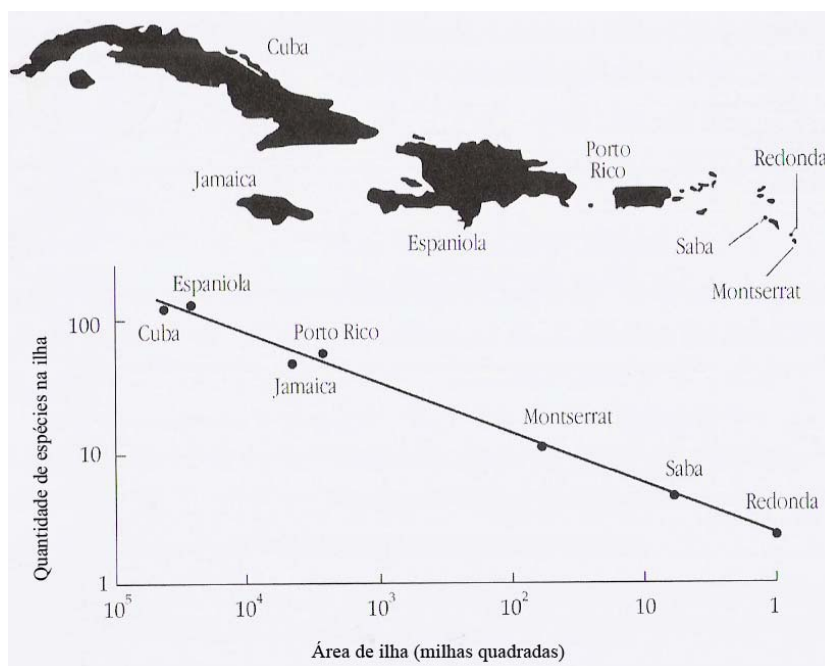 Cuba
Porto
Rico
Redonda
Jamaica
Espaniola
Saba
Montserrat
Quantidade de espécies na ilha
100
10
1
Espaniola
Cuba
Porto Rico
Jamaica
Montserrat
Saba
Redonda
10⁵
10⁴
10³
10²
10
1
Área de ilha (milhas quadradas)